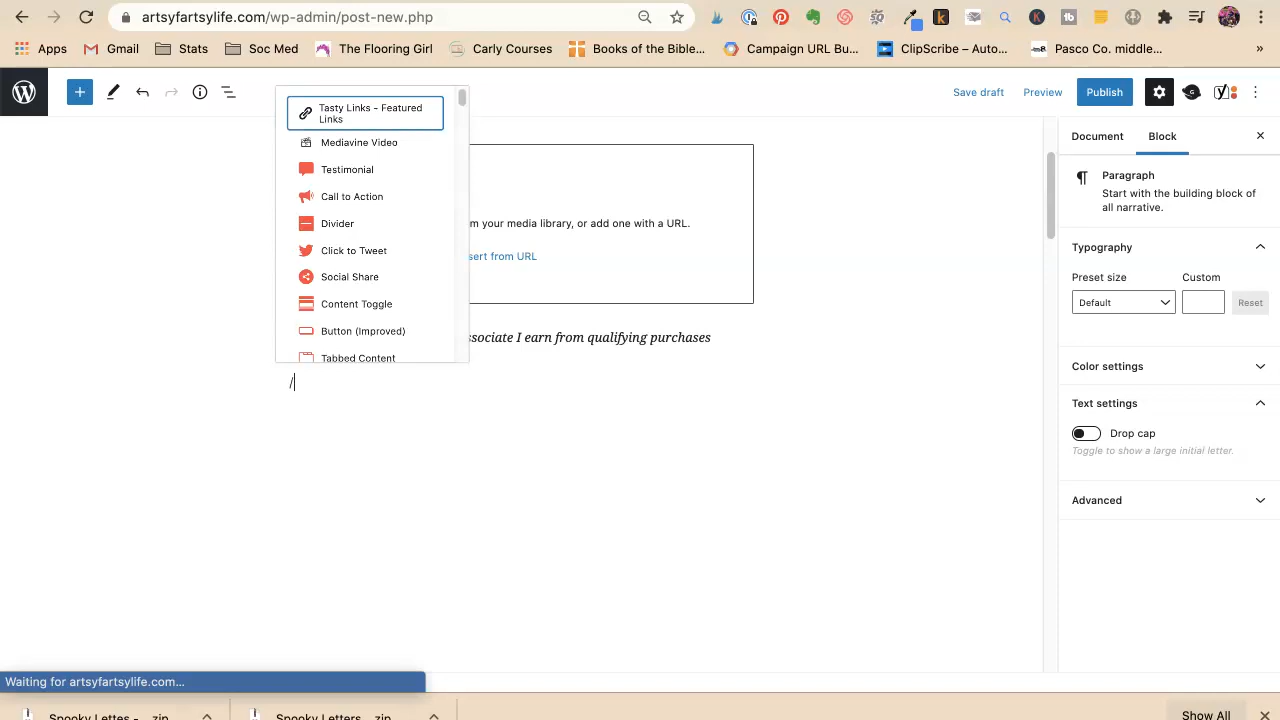 artsyfartsylife.com/wp-admin/post-new.php
Apps
Gmail
Stats
Soc Med
The Flooring Girl
Carly Courses
Books of the Bible...
Campaign URL Bu...
ClipScribe – Auto...
Pasco Co. middle...
»
Save draft
Preview
Publish
Tasty Links - Featured
Links
Mediavine Video
Testimonial
Call to Action
Divider
Click to Tweet
Social Share
Content Toggle
Button (Improved)
Tabbed Content
m your media library, or add one with a URL.
sert from URL
ssociate I earn from qualifying purchases
/
Document
Block
Paragraph
Start with the building block of
all narrative.
Typography
Preset size
Custom
Default
Reset
Color settings
Text settings
Drop cap
Toggle to show a large initial letter.
Advanced
Waiting for artsyfartsylife.com...
Spooky Lettes - ....zip
Spooky Letters....zip
Show All